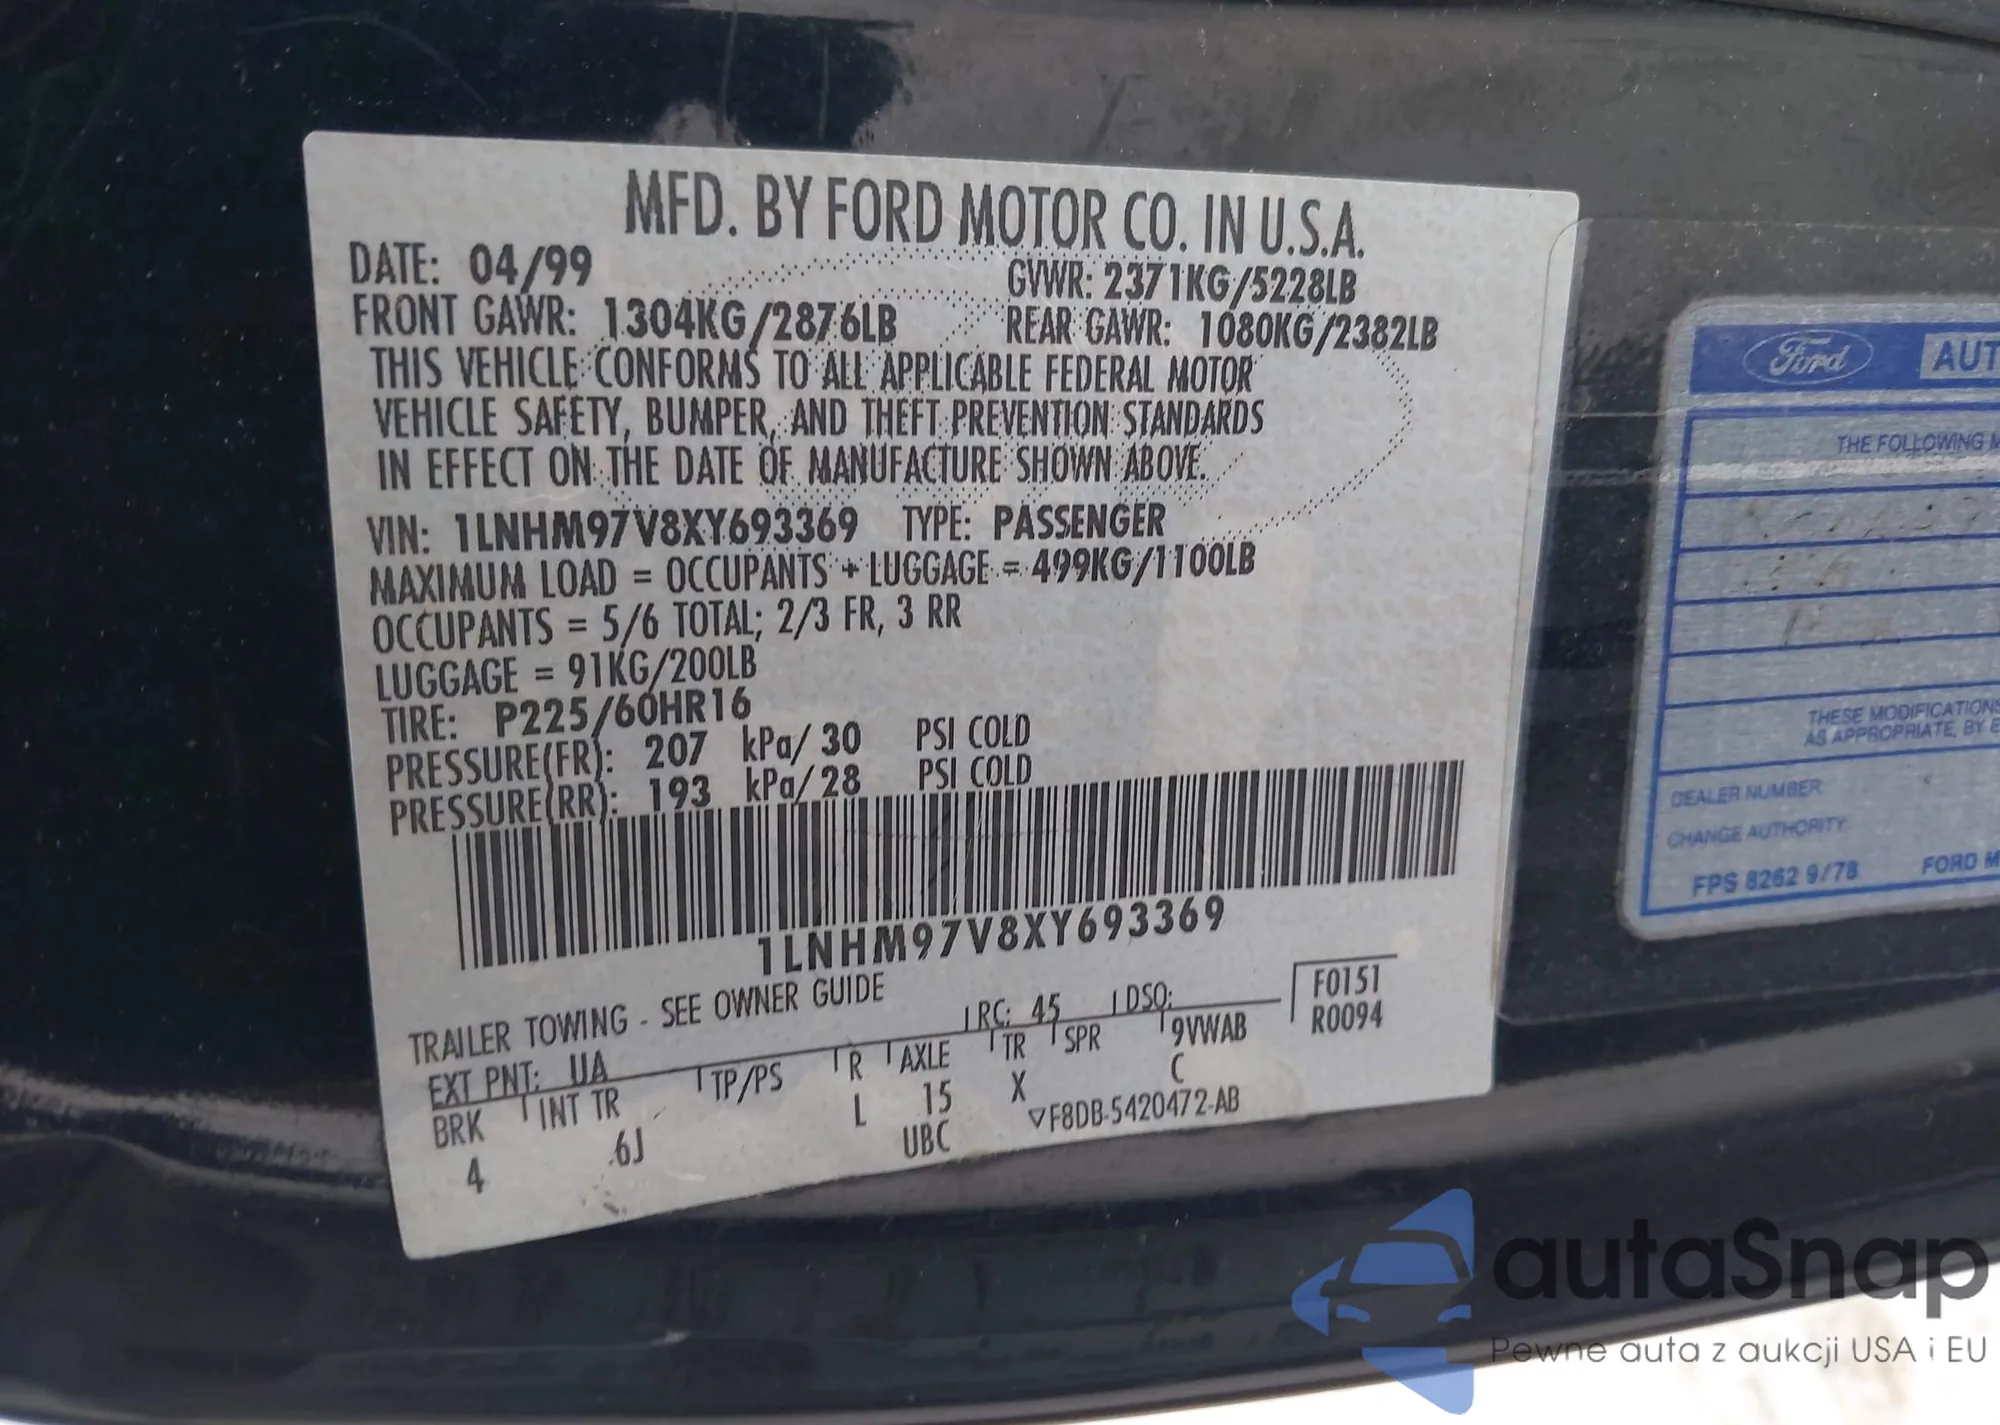 MFD. BY FORD MOTOR CO. IN U.S.A.
DATE: 04/99 GVWR: 2371KG/5228LB
FRONT GAWR: 1304KG/2876LB REAR GAWR: 1080KG/2382LB
THIS VEHICLE CONFORMS TO ALL APPLICABLE FEDERAL MOTOR
VEHICLE SAFETY, BUMPER, AND THEFT PREVENTION STANDARDS
IN EFFECT ON THE DATE OF MANUFACTURE SHOWN ABOVE.
VIN: 1LNHM97V8XY693369 TYPE: PASSENGER
MAXIMUM LOAD = OCCUPANTS + LUGGAGE = 499KG/1100LB
OCCUPANTS = 5/6 TOTAL; 2/3 FR, 3 RR
LUGGAGE = 91KG/200LB
TIRE: P225/60HR16
PRESSURE(FR): 207 kPa/ 30 PSI COLD
PRESSURE(RR): 193 kPa/ 28 PSI COLD
1LNHM97V8XY693369
TRAILER TOWING - SEE OWNER GUIDE
EXT PNT: UA RC: 45 DSO: F0151
BRK INT TR TP/PS R AXLE TR SPR 9VWAB R0094
4 6J L 15 X C
UBC ▽F8DB-5420472-AB
Ford AUT
THE FOLLOWING M
THESE MODIFICATIONS
AS APPROPRIATE, BY E
DEALER NUMBER
CHANGE AUTHORITY
FPS 8262 9/78 FORD M
autaSnap
Pewne auta z aukcji USA i EU